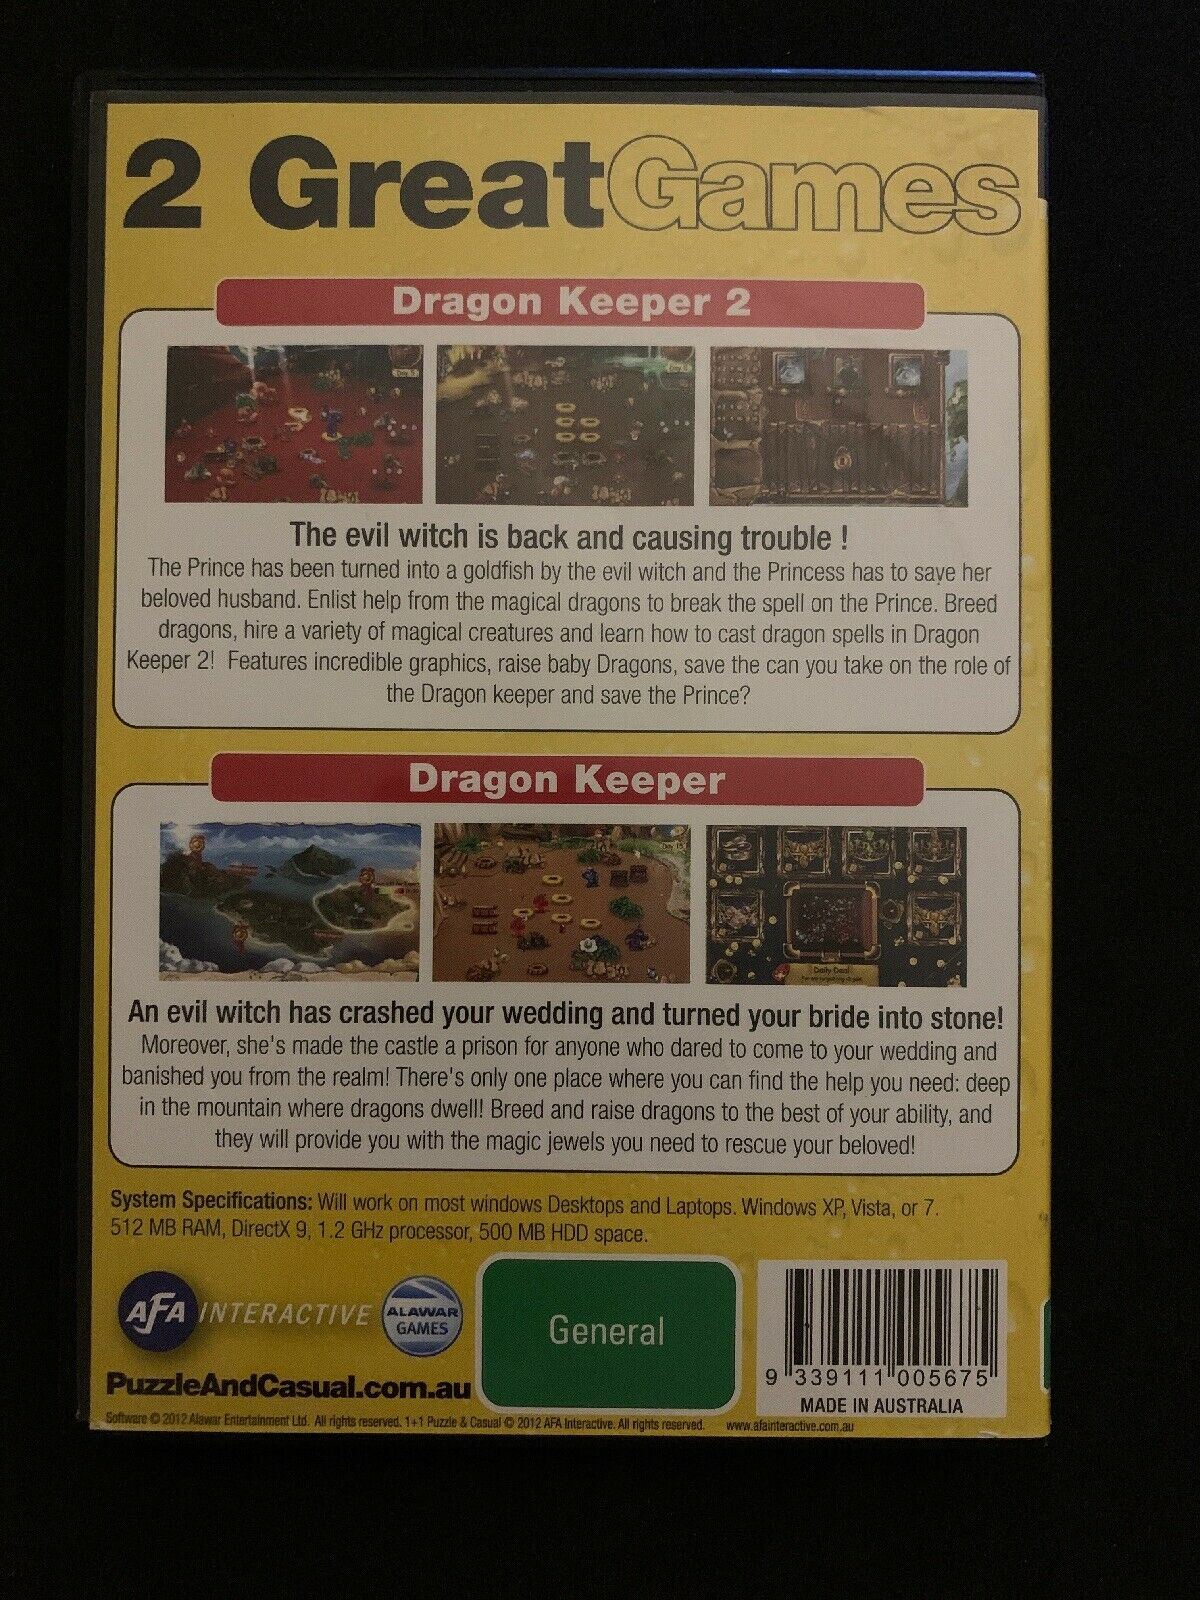 2 GreatGames
Dragon Keeper 2
Day 5
The evil witch is back and causing trouble !
The Prince has been turned into a goldfish by the evil witch and the Princess has to save her
beloved husband. Enlist help from the magical dragons to break the spell on the Prince. Breed
dragons, hire a variety of magical creatures and learn how to cast dragon spells in Dragon
Keeper 2!  Features incredible graphics, raise baby Dragons, save the can you take on the role of
the Dragon keeper and save the Prince?
Dragon Keeper
Daily Deal
An evil witch has crashed your wedding and turned your bride into stone!
Moreover, she's made the castle a prison for anyone who dared to come to your wedding and
banished you from the realm! There's only one place where you can find the help you need: deep
in the mountain where dragons dwell! Breed and raise dragons to the best of your ability, and
they will provide you with the magic jewels you need to rescue your beloved!
System Specifications: Will work on most windows Desktops and Laptops. Windows XP, Vista, or 7.
512 MB RAM, DirectX 9, 1.2 GHz processor, 500 MB HDD space.
AFA INTERACTIVE
ALAWAR GAMES
General
9 339111 005675
MADE IN AUSTRALIA
PuzzleAndCasual.com.au
Software © 2012 Alawar Entertainment Ltd. All rights reserved. 1+1 Puzzle & Casual © 2012 AFA Interactive. All rights reserved. www.afainteractive.com.au